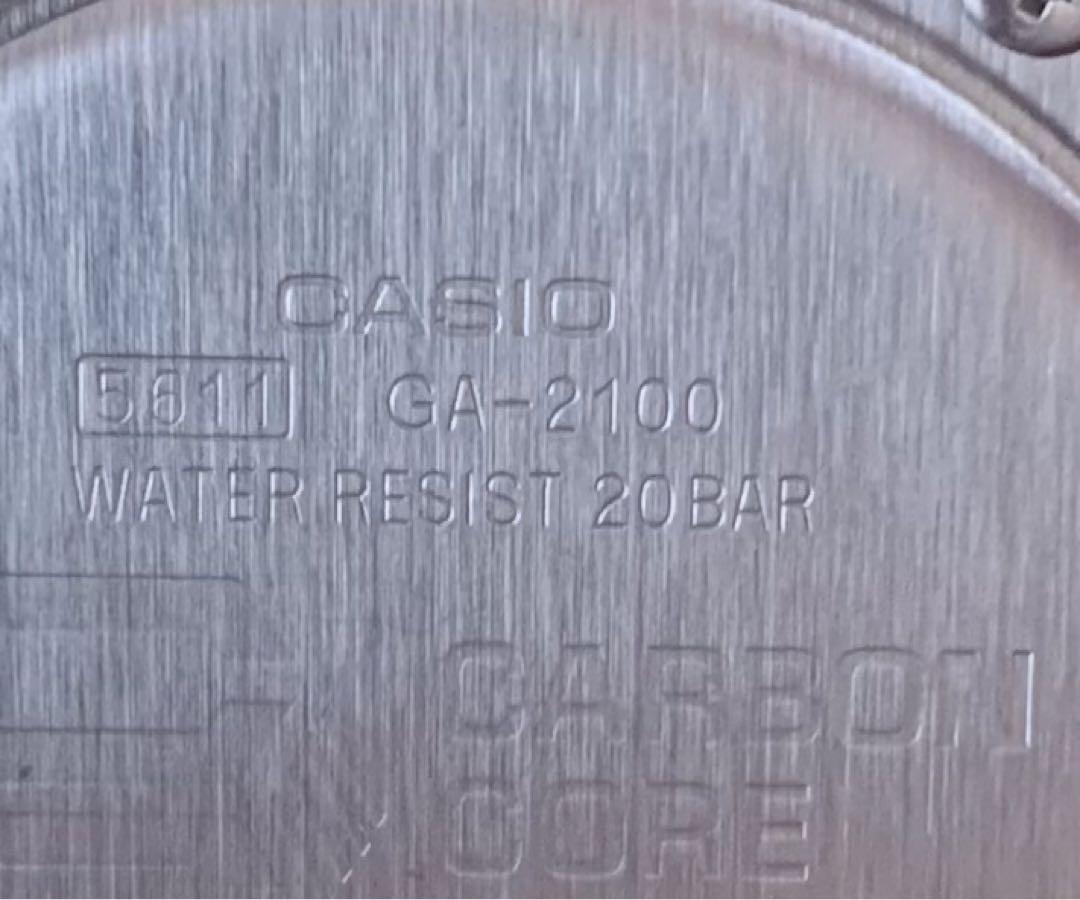 CASIO
5611 GA-2100
WATER RESIST 20BAR
CARBON
CORE